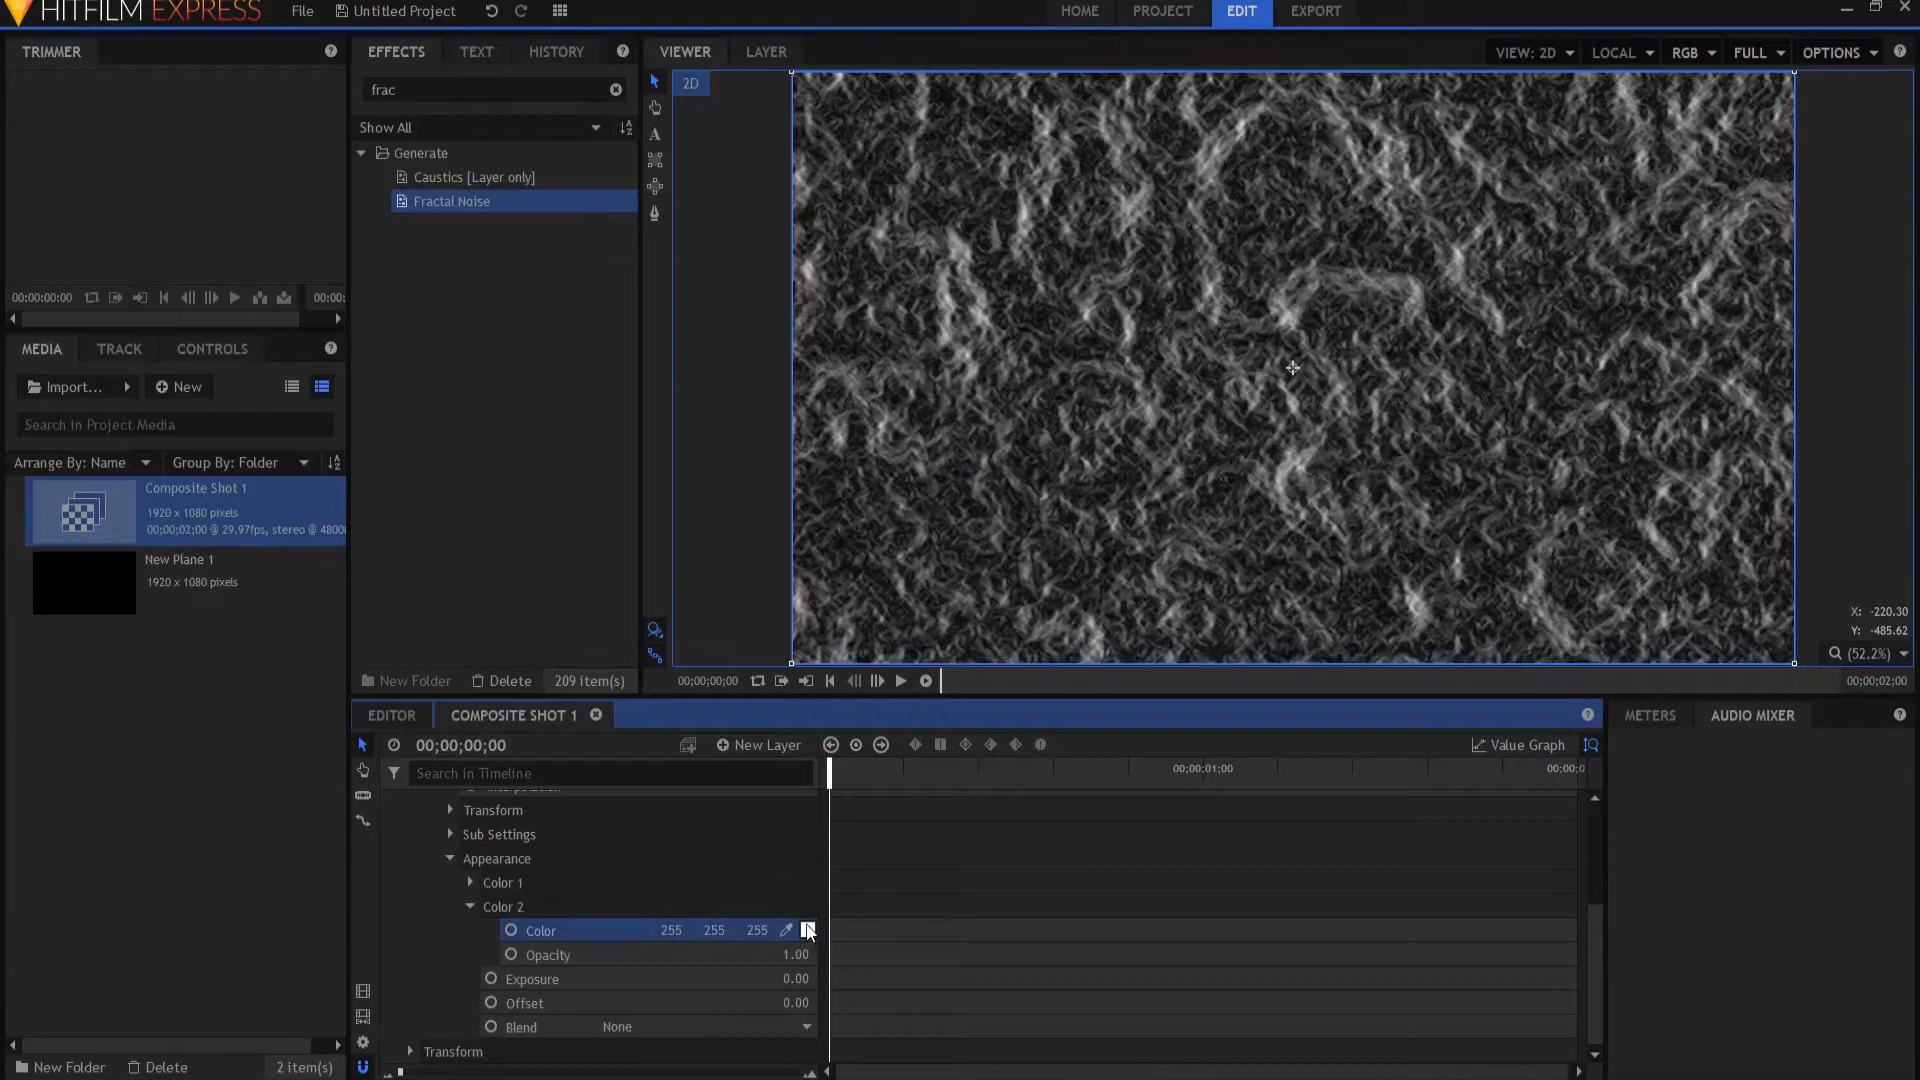 HITFILM EXPRESS
File
Untitled Project
HOME
PROJECT
EDIT
EXPORT
TRIMMER
EFFECTS
TEXT
HISTORY
VIEWER
LAYER
VIEW: 2D
LOCAL
RGB
FULL
OPTIONS
2D
frac
Show All
Generate
Caustics [Layer only]
Fractal Noise
00:00:00:00
00:00:
MEDIA
TRACK
CONTROLS
Import...
New
Search in Project Media
Arrange By: Name
Group By: Folder
Composite Shot 1
1920 x 1080 pixels
00;00;02;00 @ 29.97fps, stereo @ 4800
New Plane 1
1920 x 1080 pixels
X: -220.30
Y: -485.62
(52.2%)
New Folder
Delete
209 item(s)
00;00;00;00
00;00;02;00
EDITOR
COMPOSITE SHOT 1
METERS
AUDIO MIXER
00;00;00;00
New Layer
Value Graph
Search in Timeline
00;00;01;00
00;00;0
Transform
Sub Settings
Appearance
Color 1
Color 2
Color 255 255 255
Opacity 1.00
Exposure 0.00
Offset 0.00
Blend None
Transform
New Folder
Delete
2 item(s)